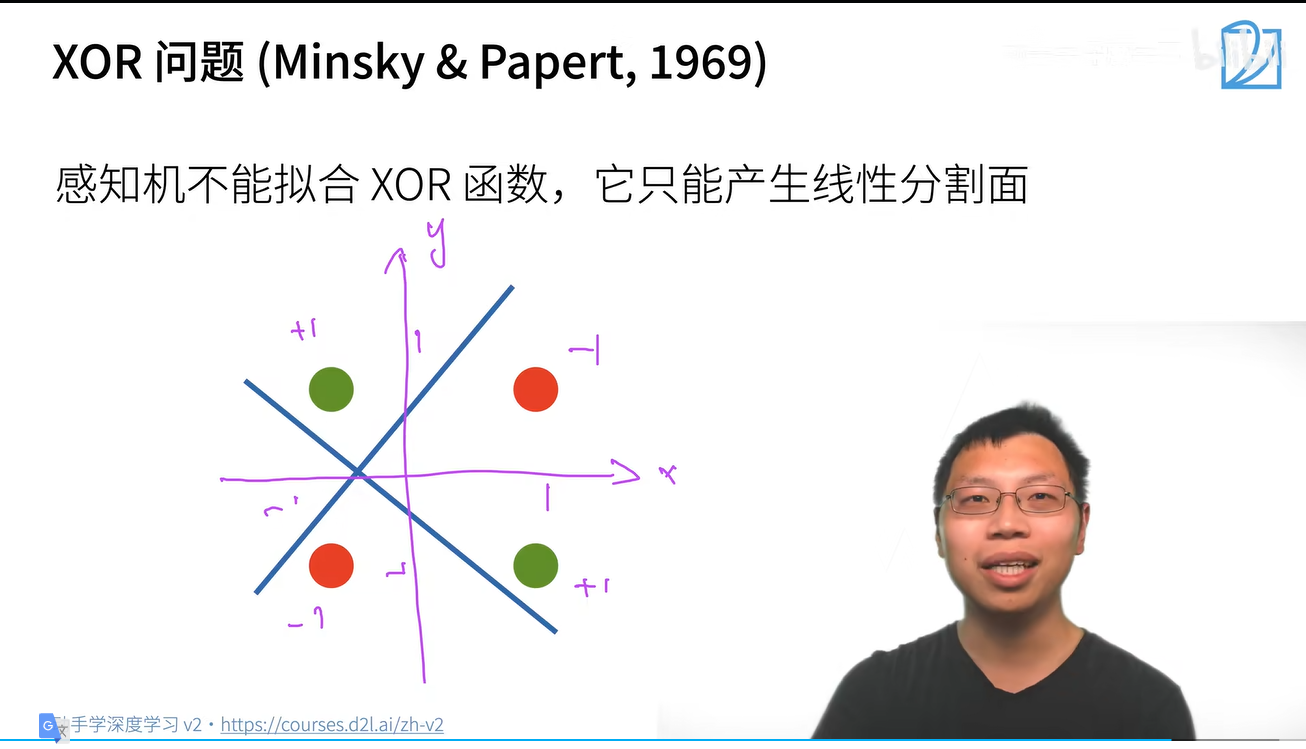 XOR 问题 (Minsky & Papert, 1969)
bilibili
感知机不能拟合 XOR 函数，它只能产生线性分割面
y
+1
1
-1
x
-1
1
-1
-1
+1
手学深度学习 v2 · https://courses.d2l.ai/zh-v2